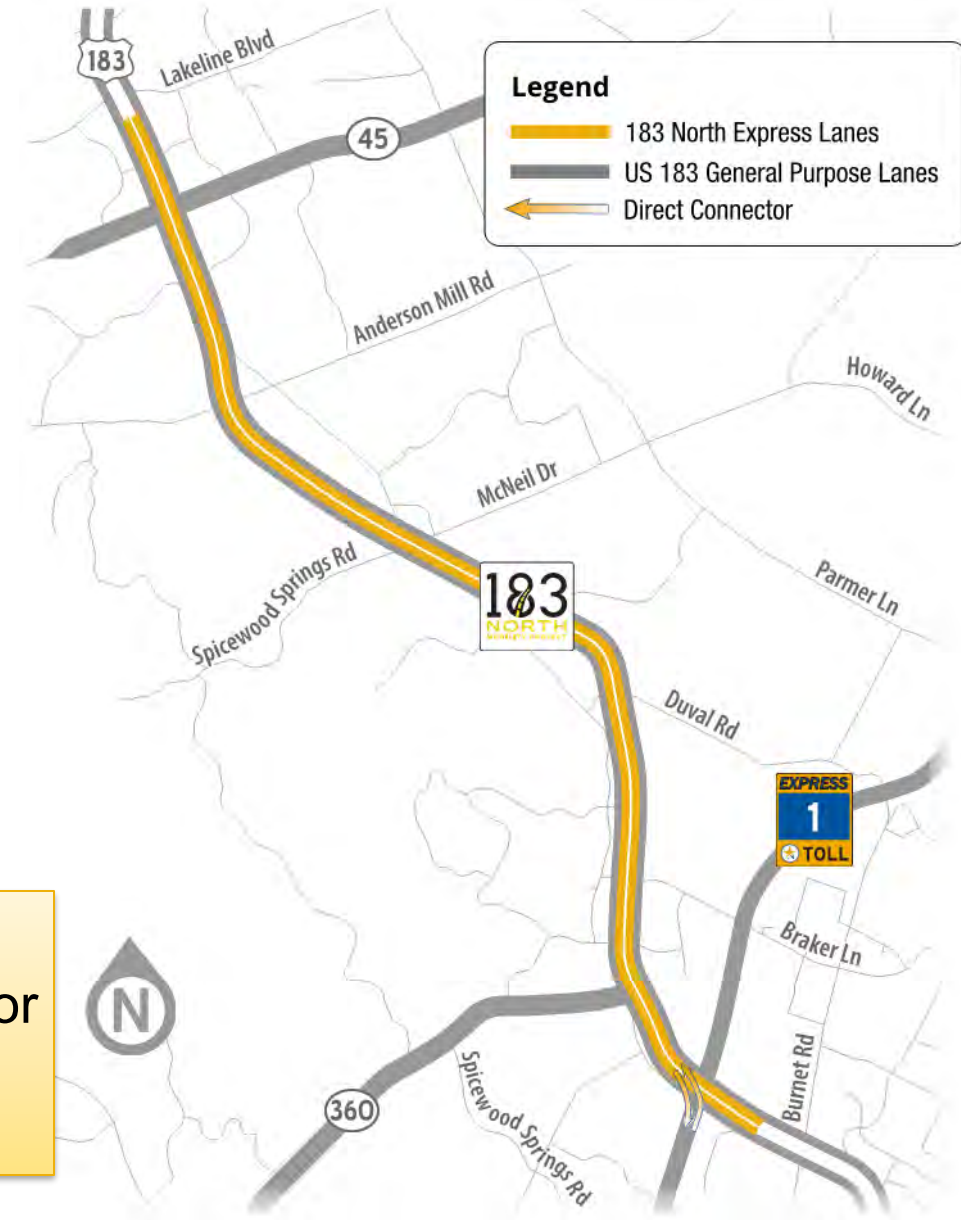 183
Lakeline Blvd
Legend
183 North Express Lanes
US 183 General Purpose Lanes
Direct Connector
45
Anderson Mill Rd
Howard Ln
McNeil Dr
Spicewood Springs Rd
183
NORTH
Parmer Ln
Duval Rd
EXPRESS
1
TOLL
Braker Ln
or
N
Burnet Rd
360
Spicewood Springs Rd